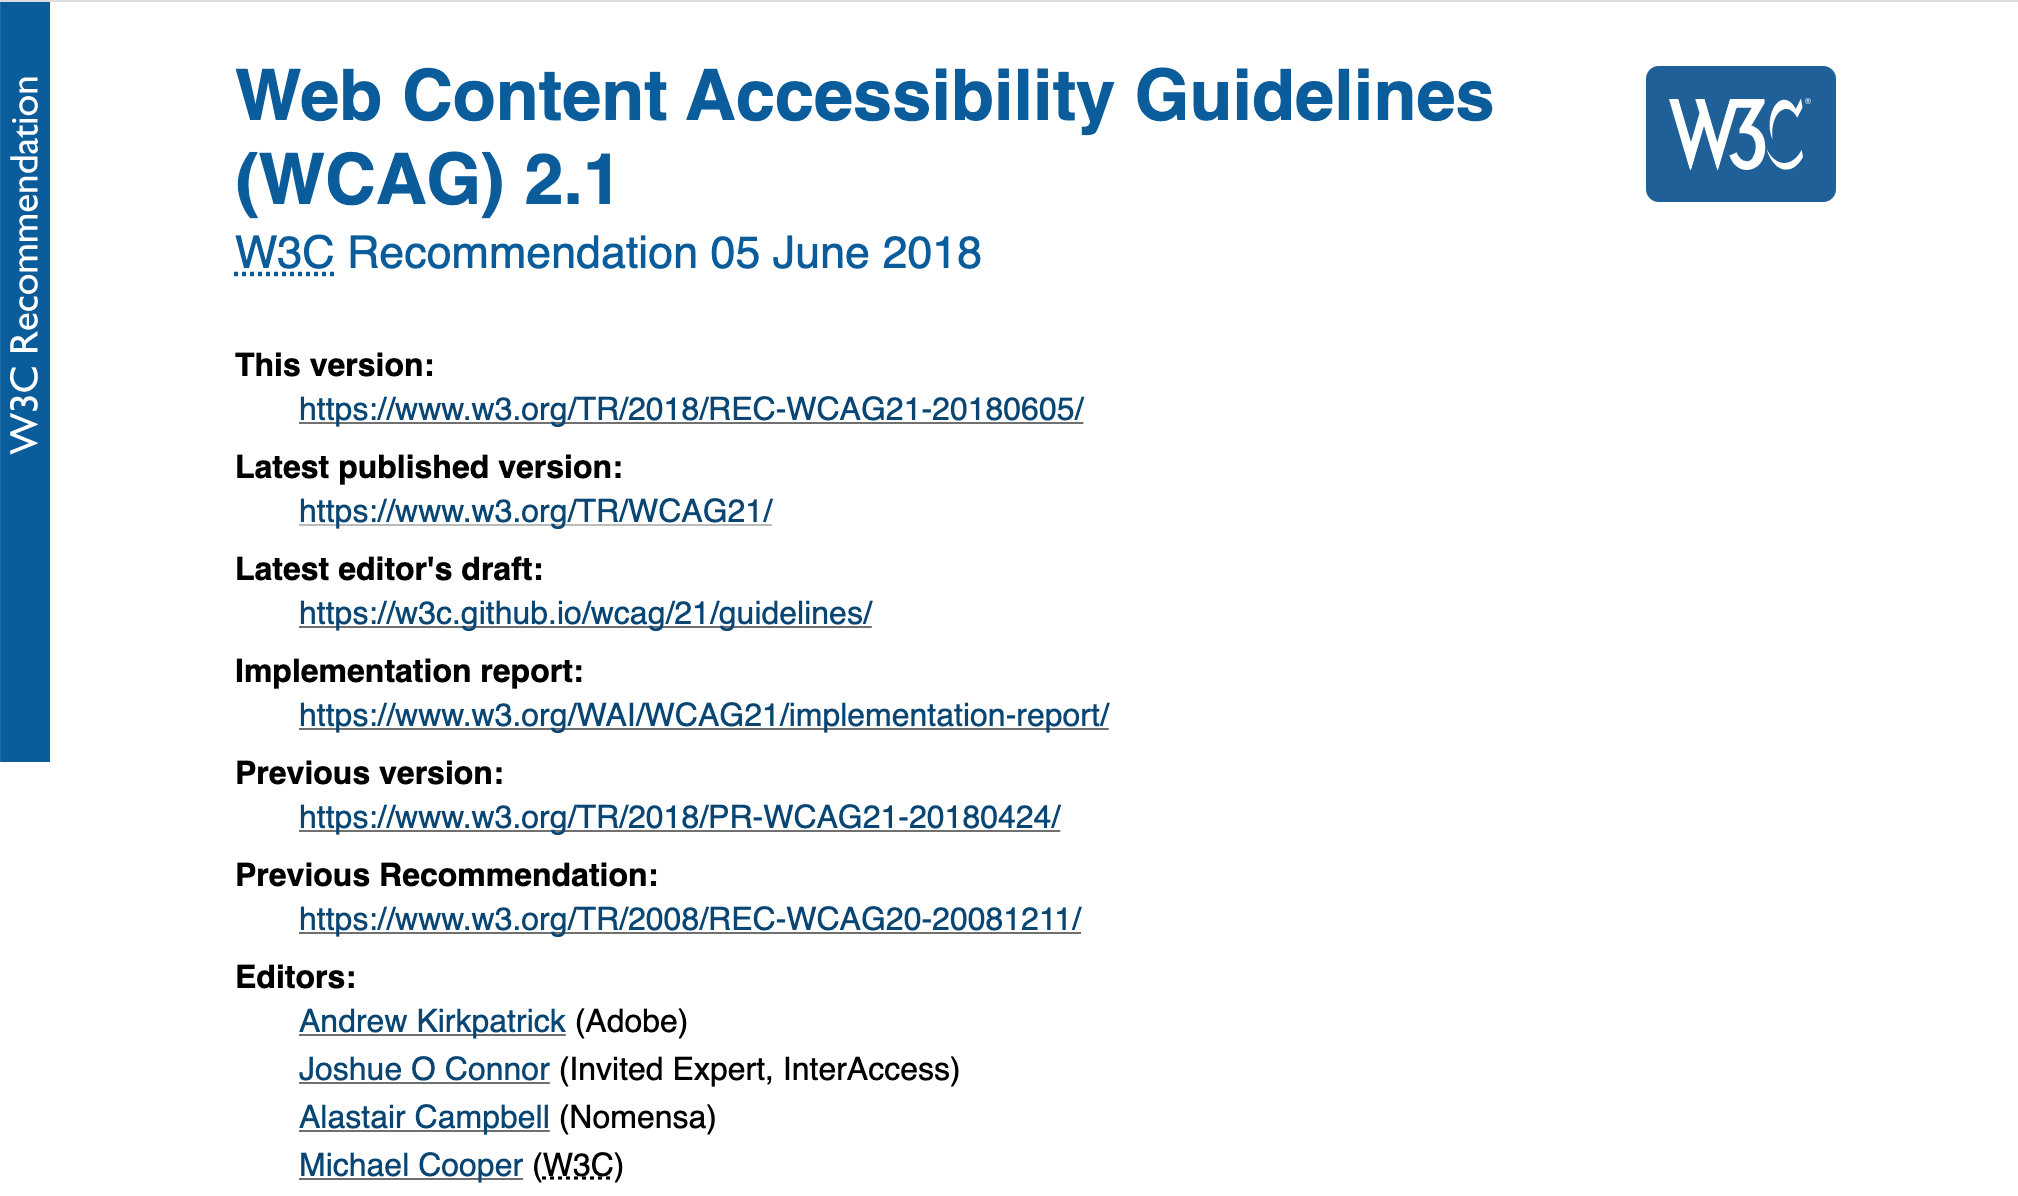 W3C Recommendation
Web Content Accessibility Guidelines
(WCAG) 2.1
W3C®
W3C Recommendation 05 June 2018
This version:
https://www.w3.org/TR/2018/REC-WCAG21-20180605/
Latest published version:
https://www.w3.org/TR/WCAG21/
Latest editor's draft:
https://w3c.github.io/wcag/21/guidelines/
Implementation report:
https://www.w3.org/WAI/WCAG21/implementation-report/
Previous version:
https://www.w3.org/TR/2018/PR-WCAG21-20180424/
Previous Recommendation:
https://www.w3.org/TR/2008/REC-WCAG20-20081211/
Editors:
Andrew Kirkpatrick (Adobe)
Joshue O Connor (Invited Expert, InterAccess)
Alastair Campbell (Nomensa)
Michael Cooper (W3C)